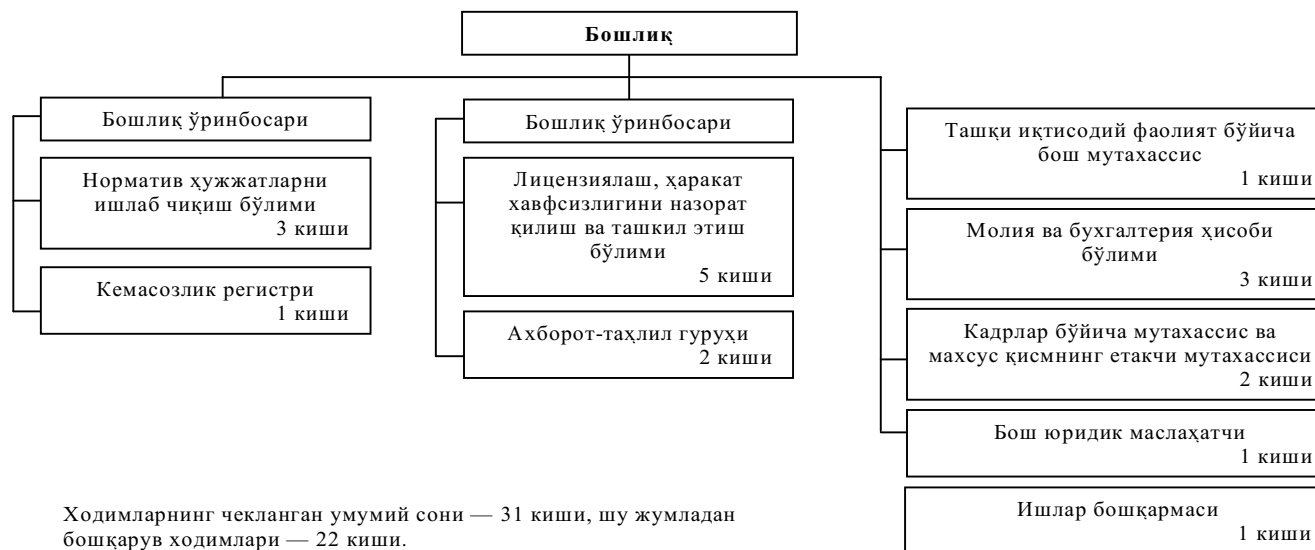 Бошлиқ
Бошлиқ ўринбосари
Норматив ҳужжатларни
ишлаб чиқиш бўлими
3 киши
Кемасозлик регистри
1 киши
Бошлиқ ўринбосари
Лицензиялаш, ҳаракат
хавфсизлигини назорат
қилиш ва ташкил этиш
бўлими
5 киши
Ахборот-таҳлил гуруҳи
2 киши
Ташқи иқтисодий фаолият бўйича
бош мутахассис
1 киши
Молия ва бухгалтерия ҳисоби
бўлими
3 киши
Кадрлар бўйича мутахассис ва
махсус қисмнинг етакчи мутахассиси
2 киши
Бош юридик маслаҳатчи
1 киши
Ишлар бошқармаси
1 киши
Ходимларнинг чекланган умумий сони — 31 киши, шу жумладан
бошқарув ходимлари — 22 киши.